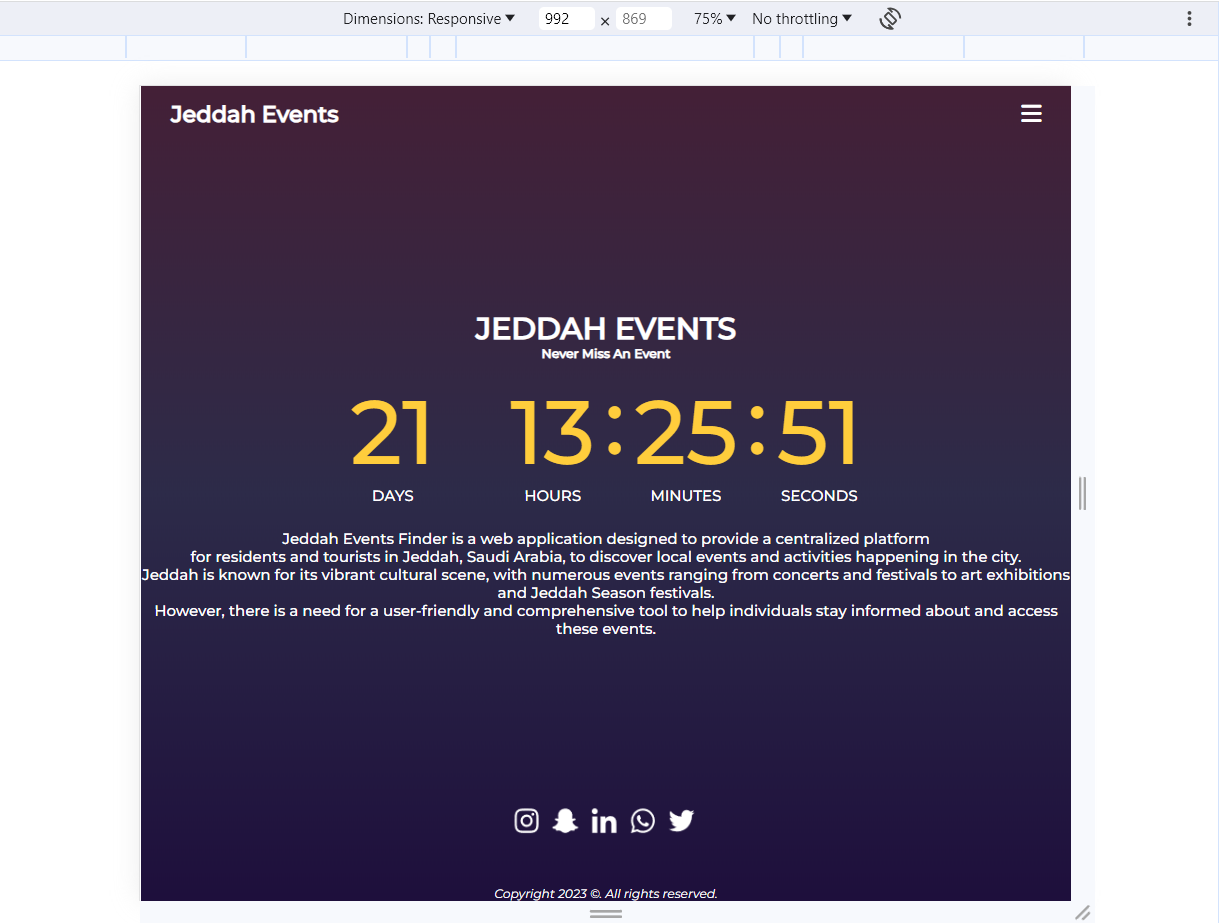 Dimensions: Responsive 992 × 869 75% No throttling
Jeddah Events
JEDDAH EVENTS
Never Miss An Event
21 13 : 25 : 51
DAYS HOURS MINUTES SECONDS
Jeddah Events Finder is a web application designed to provide a centralized platform
for residents and tourists in Jeddah, Saudi Arabia, to discover local events and activities happening in the city.
Jeddah is known for its vibrant cultural scene, with numerous events ranging from concerts and festivals to art exhibitions
and Jeddah Season festivals.
However, there is a need for a user-friendly and comprehensive tool to help individuals stay informed about and access
these events.
Copyright 2023 ©. All rights reserved.